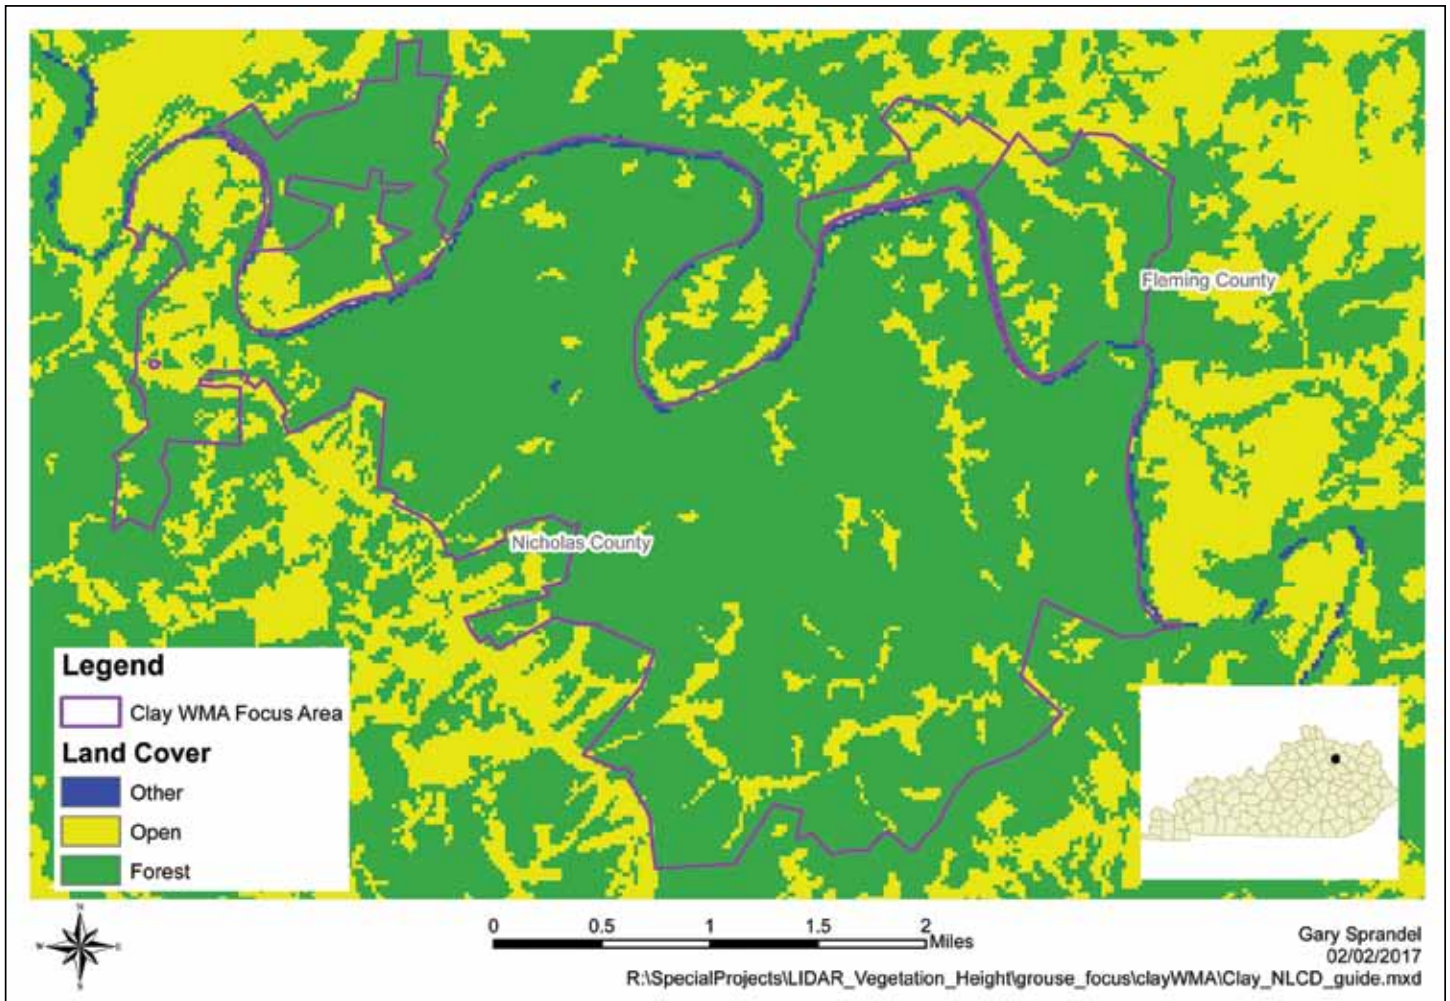 Fleming County
Nicholas County
Legend
Clay WMA Focus Area
Land Cover
Other
Open
Forest
N
W E
S
0 0.5 1 1.5 2
Miles
Gary Sprandel
02/02/2017
R:\SpecialProjects\LIDAR_Vegetation_Height\grouse_focus\clayWMA\Clay_NLCD_guide.mxd